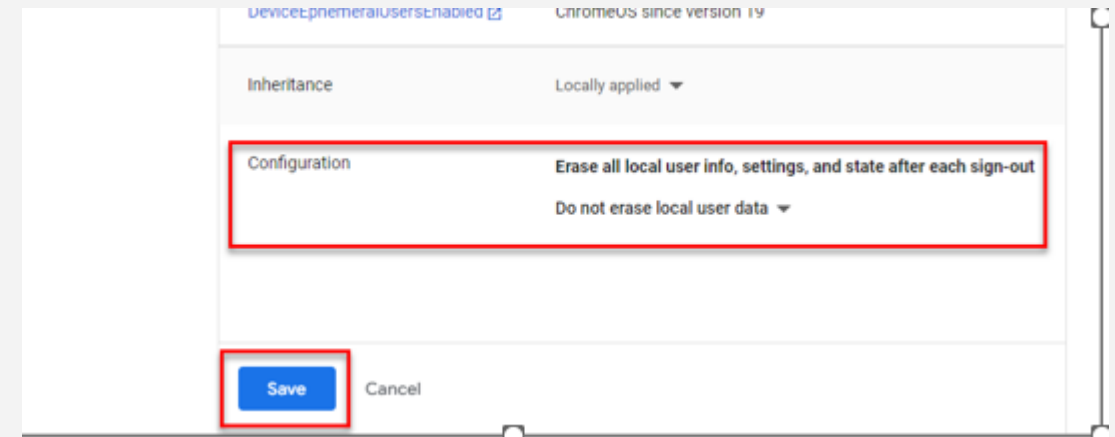 DeviceEphemeralUsersEnabled ChromeOS since version 19
Inheritance Locally applied
Configuration Erase all local user info, settings, and state after each sign-out
Do not erase local user data
Save Cancel